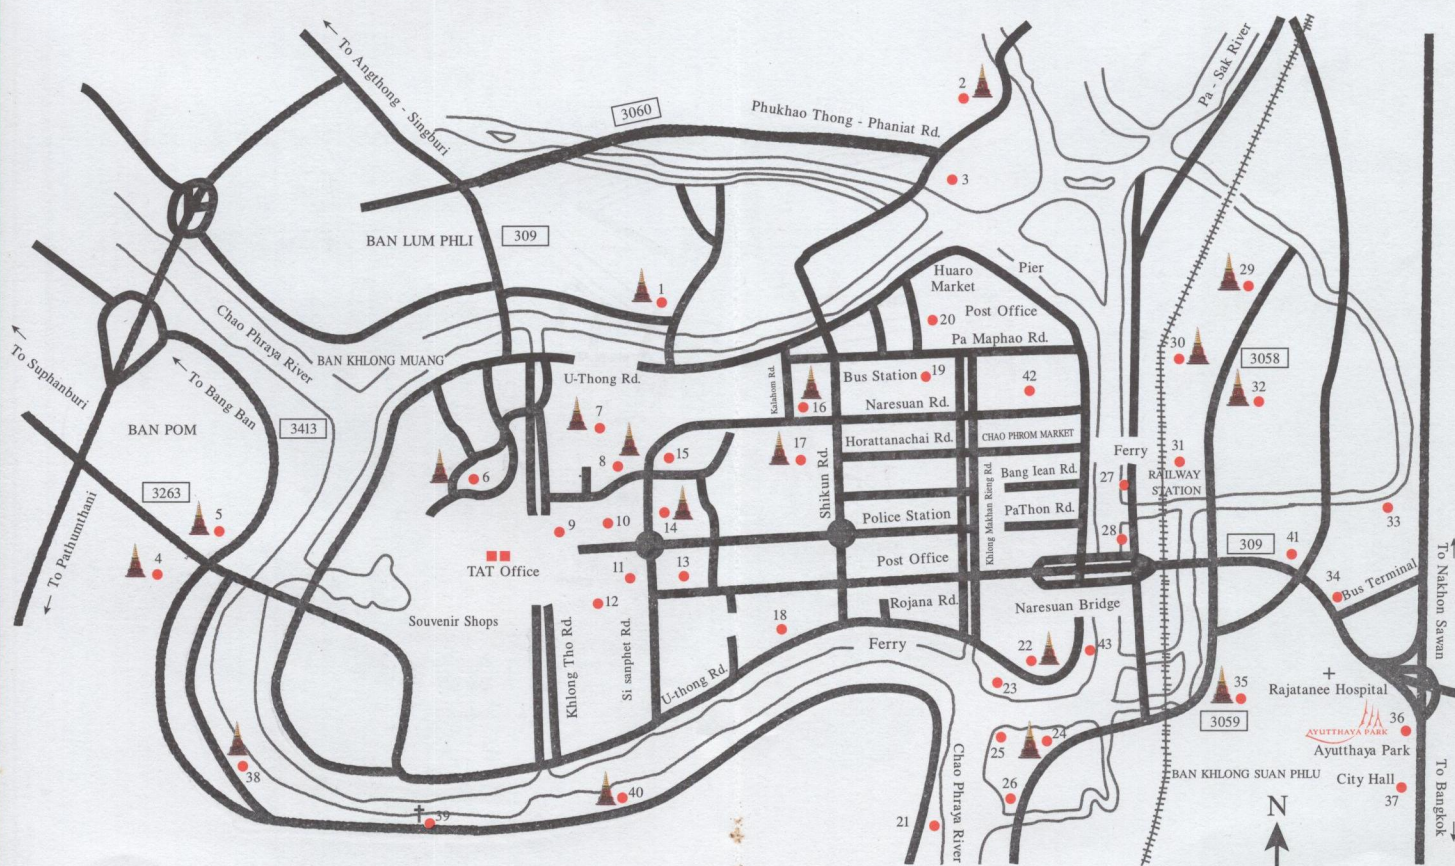 To Angthong - Singburi
3060
Phukhao Thong - Phaniat Rd.
2
Pa - Sak River
3
BAN LUM PHLI
309
1
Huaro
Market
Pier
29
Chao Phraya River
Post Office
20
Pa Maphao Rd.
30
3058
To Suphanburi
BAN KHLONG MUANG
To Bang Ban
U-Thong Rd.
Kalahom Rd.
Bus Station
19
42
32
16
Naresuan Rd.
BAN POM
3413
7
8
15
17
Shikun Rd.
Horattanachai Rd.
CHAO PHROM MARKET
Ferry
31
6
Khlong Makhan Rieng Rd.
Bang Iean Rd.
27
RAILWAY
STATION
3263
5
PaThon Rd.
Police Station
33
To Pathumthani
4
9
10
14
28
309
41
TAT Office
11
13
Post Office
34
Bus Terminal
To Nakhon Sawan
12
Rojana Rd.
Naresuan Bridge
Souvenir Shops
Khlong Tho Rd.
Si sanphet Rd.
18
Ferry
22
43
23
U-thong Rd.
Rajatanee Hospital
35
3059
36
AYUTTHAYA PARK
Ayutthaya Park
38
25
24
Chao Phraya River
BAN KHLONG SUAN PHLU
City Hall
37
To Bangkok
26
40
39
21
N